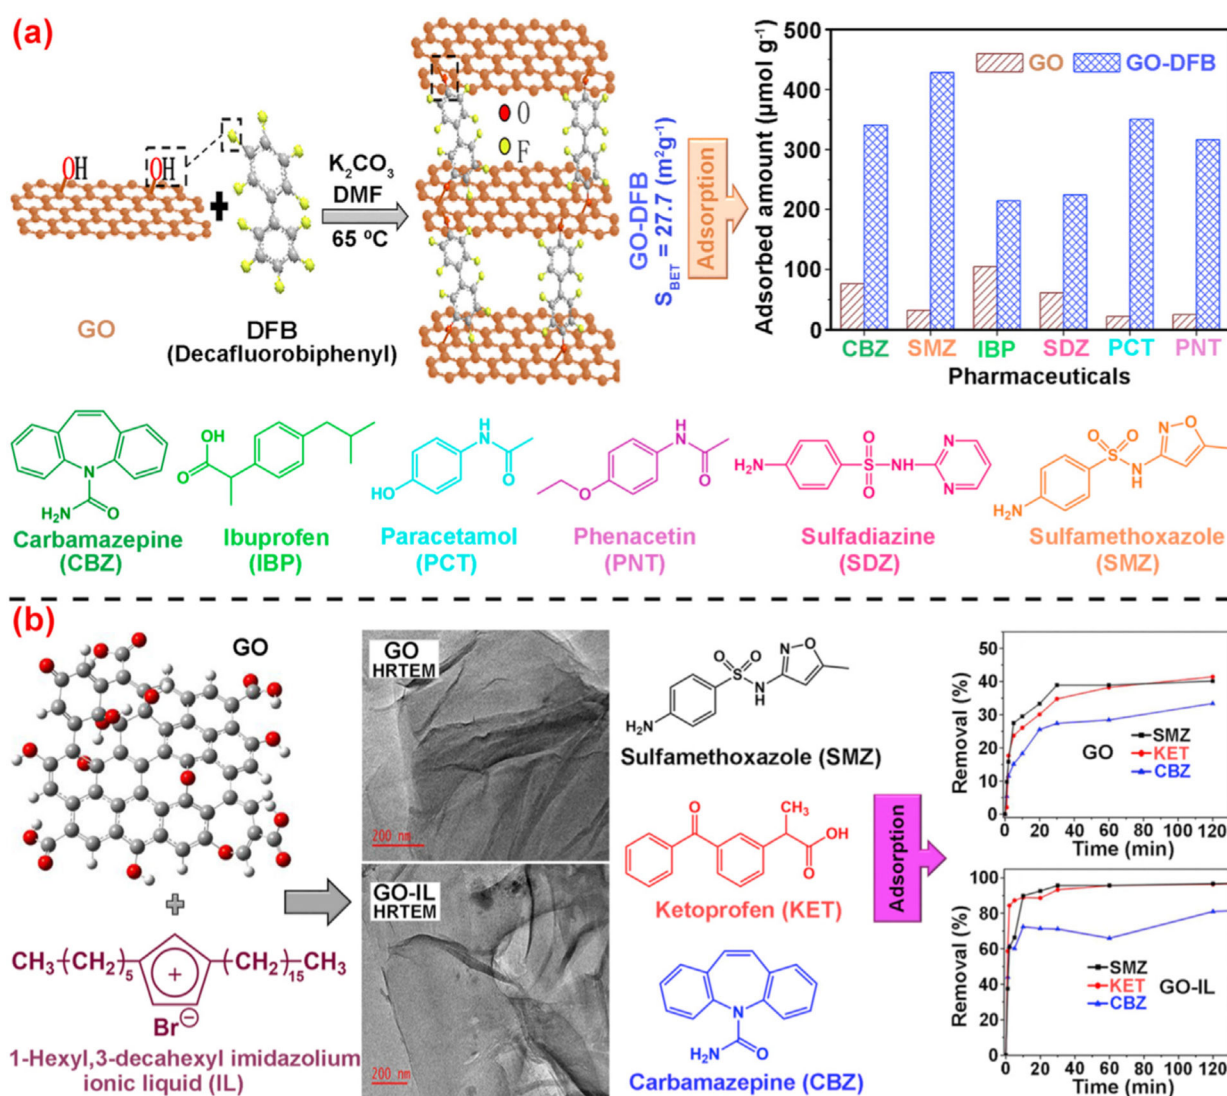 (a)
OH
OH
K₂CO₃
DMF
65 ºC
GO
DFB
(Decafluorobiphenyl)
O
F
GO-DFB
S_BET = 27.7 (m²g⁻¹)
Adsorption
Adsorbed amount (µmol g⁻¹)
500
400
300
200
100
0
GO
GO-DFB
CBZ SMZ IBP SDZ PCT PNT
Pharmaceuticals
N
H₂N
O
Carbamazepine
(CBZ)
OH
O
Ibuprofen
(IBP)
H
N
O
HO
Paracetamol
(PCT)
H
N
O
O
Phenacetin
(PNT)
H₂N
O
S
O
NH
N
N
Sulfadiazine
(SDZ)
O
O
S
N
H
N
O
H₂N
Sulfamethoxazole
(SMZ)
(b)
GO
CH₃(CH₂)₅
+
(CH₂)₁₅CH₃
Br⊖
1-Hexyl,3-decahexyl imidazolium
ionic liquid (IL)
GO
HRTEM
200 nm
GO-IL
HRTEM
200 nm
O
O
S
N
H
N
O
H₂N
Sulfamethoxazole (SMZ)
O
CH₃
OH
O
Ketoprofen (KET)
N
H₂N
O
Carbamazepine (CBZ)
Adsorption
Removal (%)
50
40
30
20
10
0
GO
SMZ
KET
CBZ
0 20 40 60 80 100 120
Time (min)
Removal (%)
100
80
60
40
20
0
SMZ
KET
CBZ
GO-IL
0 20 40 60 80 100 120
Time (min)